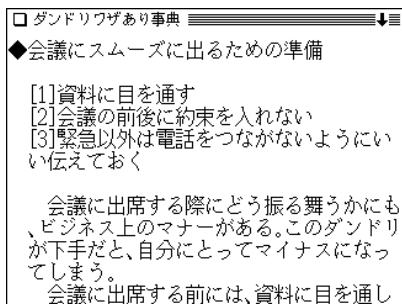 ダンドリワザあり事典
◆会議にスムーズに出るための準備
[1]資料に目を通す
[2]会議の前後に約束を入れない
[3]緊急以外は電話をつながないようにい
い伝えておく
会議に出席する際にどう振る舞うかにも
、ビジネス上のマナーがある。このダンドリ
が下手だと、自分にとってマイナスになっ
てしまう。
会議に出席する前には、資料に目を通し